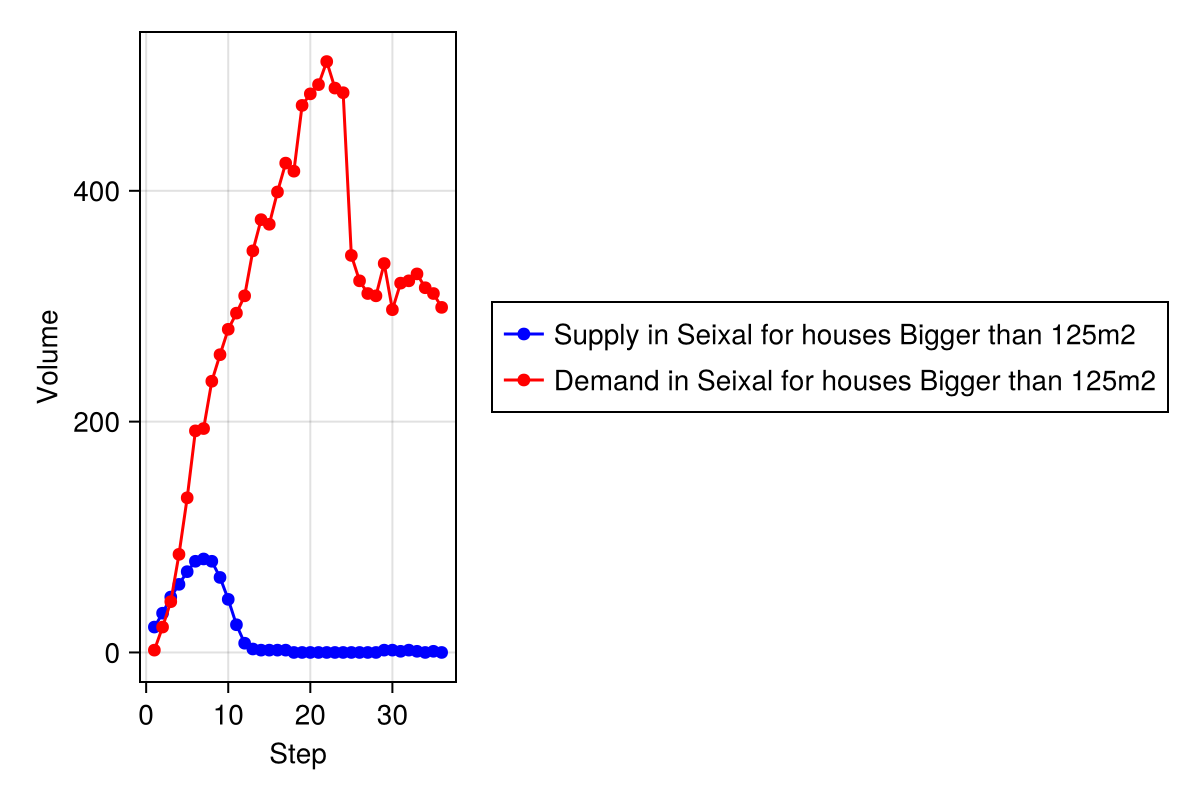 Volume
400
200
0
0 10 20 30
Step
Supply in Seixal for houses Bigger than 125m2
Demand in Seixal for houses Bigger than 125m2